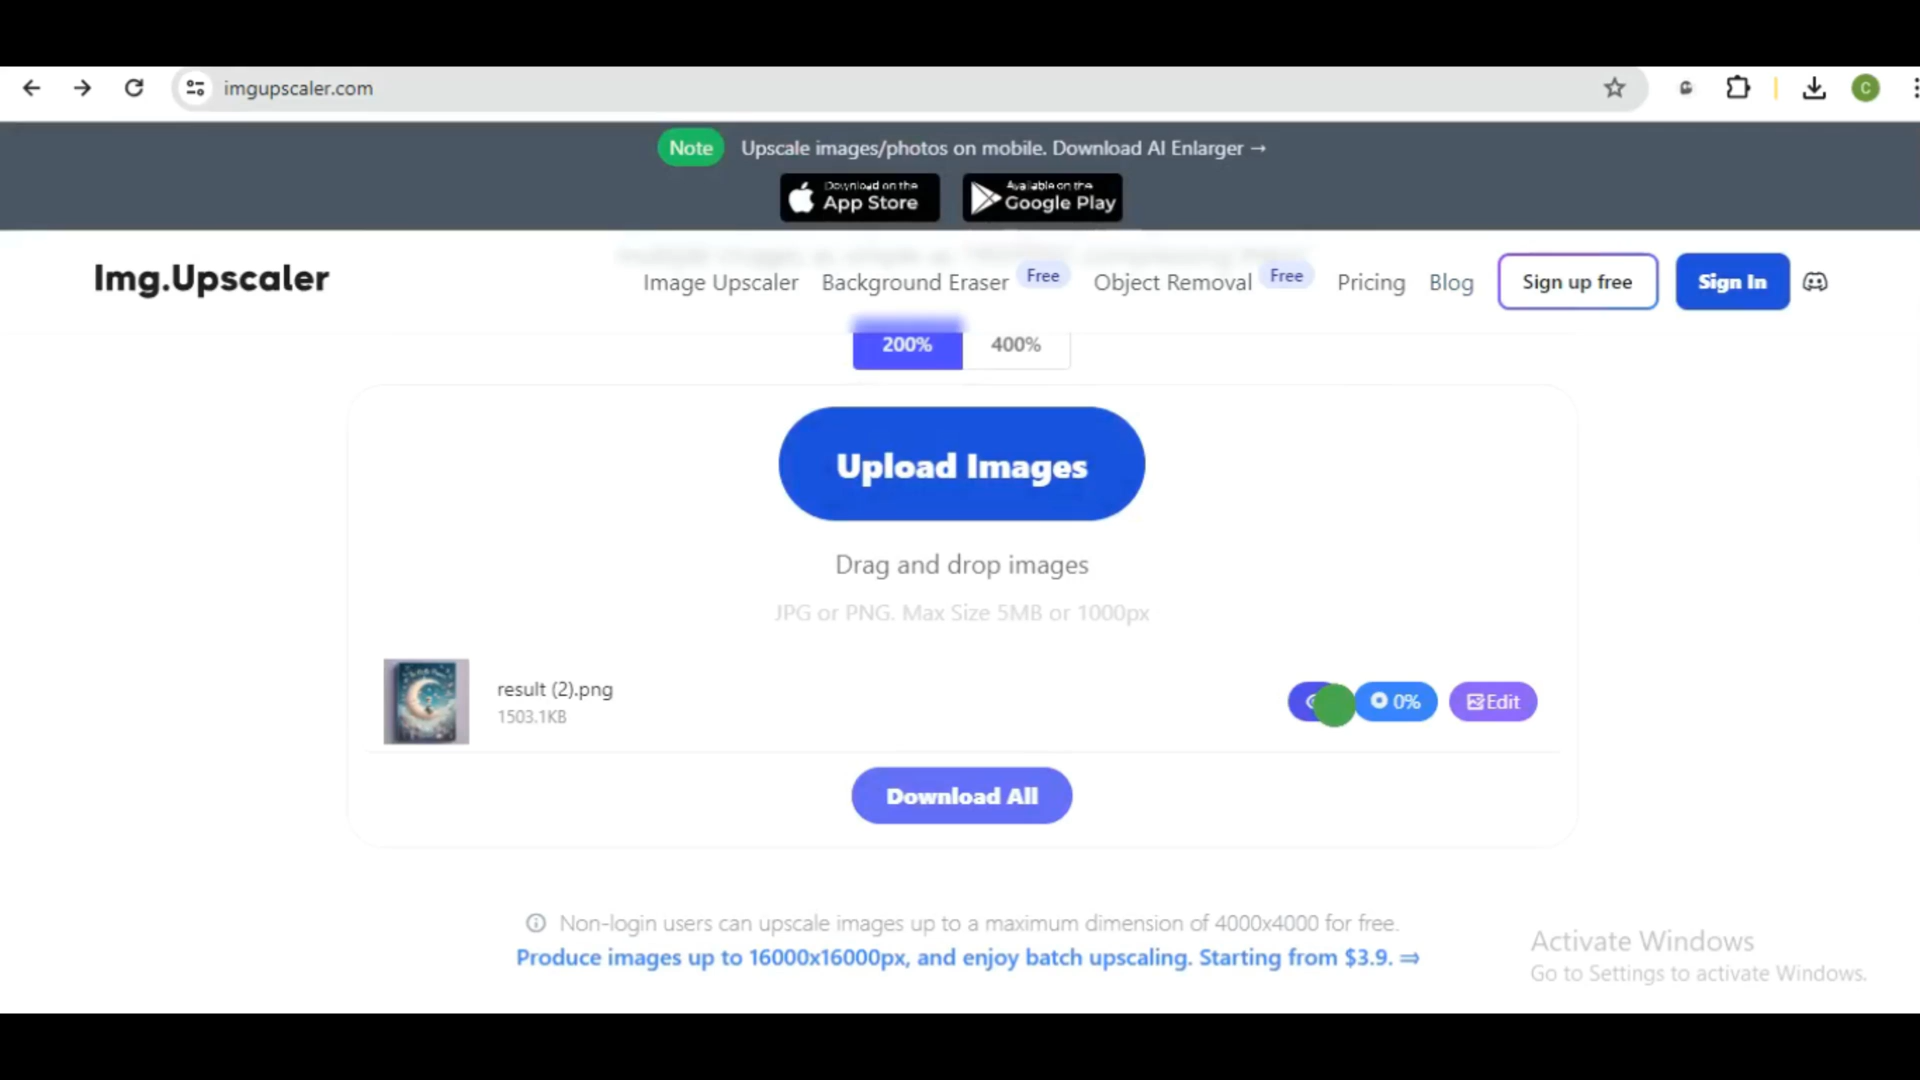 imgupscaler.com
C
Note Upscale images/photos on mobile. Download AI Enlarger →
Download on the App Store
Available on the Google Play
Img.Upscaler
Image Upscaler Background Eraser Free Object Removal Free Pricing Blog Sign up free Sign In
200% 400%
Upload Images
Drag and drop images
JPG or PNG. Max Size 5MB or 1000px
result (2).png
1503.1KB
0% Edit
Download All
Non-login users can upscale images up to a maximum dimension of 4000x4000 for free.
Produce images up to 16000x16000px, and enjoy batch upscaling. Starting from $3.9. ⇒
Activate Windows
Go to Settings to activate Windows.